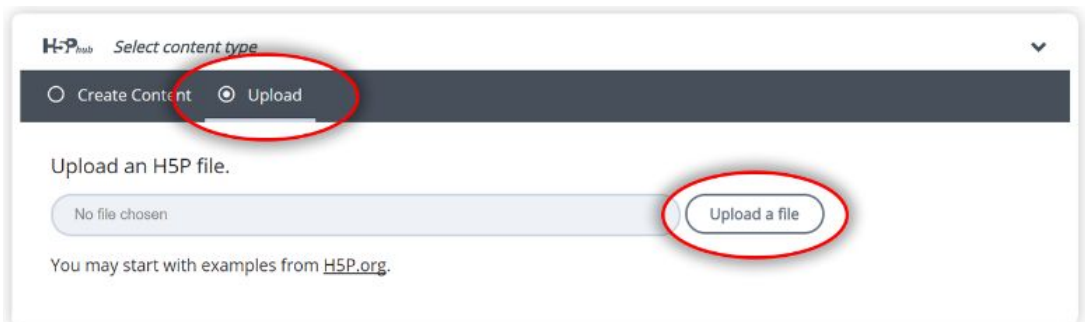 H-P hub Select content type
Create Content Upload
Upload an H5P file.
No file chosen Upload a file
You may start with examples from H5P.org.